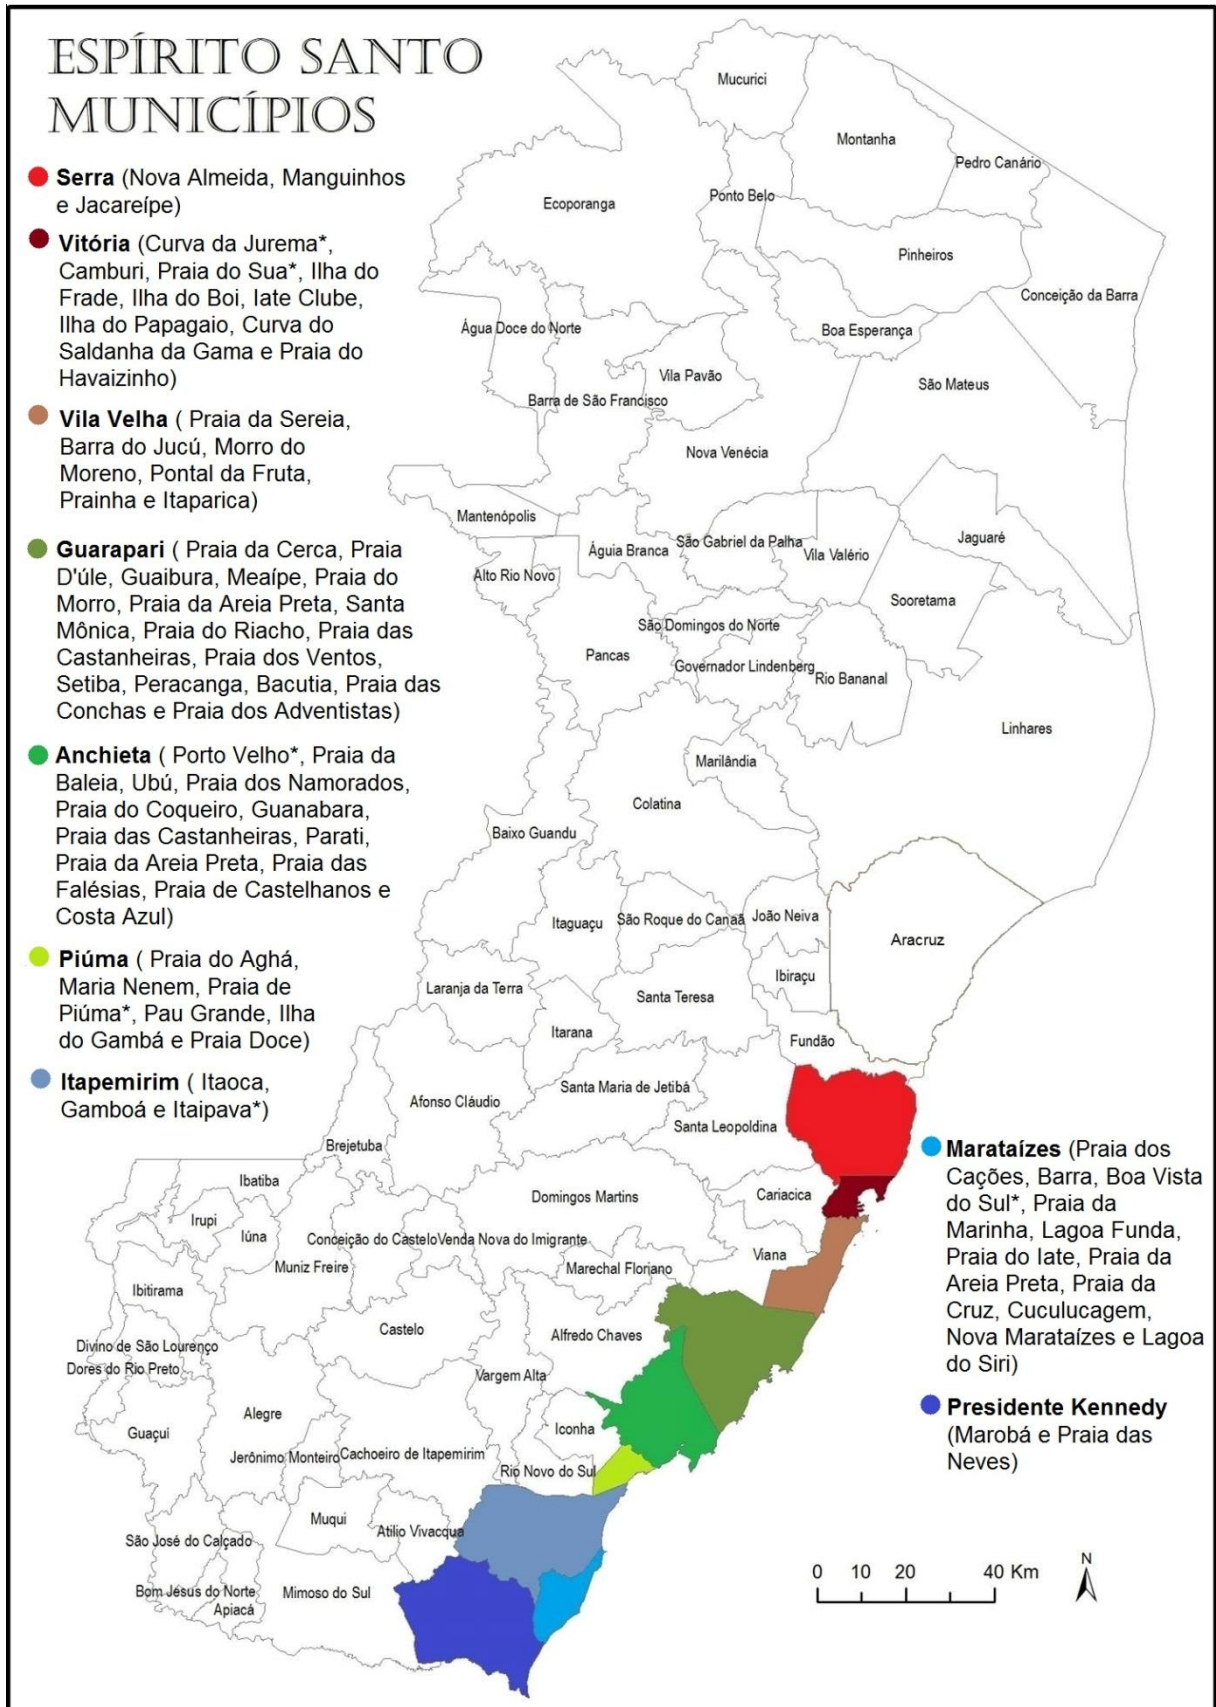 ESPÍRITO SANTO
MUNICÍPIOS
Serra (Nova Almeida, Manguinhos
e Jacareípe)
Vitória (Curva da Jurema*,
Camburi, Praia do Sua*, Ilha do
Frade, Ilha do Boi, Iate Clube,
Ilha do Papagaio, Curva do
Saldanha da Gama e Praia do
Havaizinho)
Vila Velha ( Praia da Sereia,
Barra do Jucú, Morro do
Moreno, Pontal da Fruta,
Prainha e Itaparica)
Guarapari ( Praia da Cerca, Praia
D'úle, Guaibura, Meaípe, Praia do
Morro, Praia da Areia Preta, Santa
Mônica, Praia do Riacho, Praia das
Castanheiras, Praia dos Ventos,
Setiba, Peracanga, Bacutia, Praia das
Conchas e Praia dos Adventistas)
Anchieta ( Porto Velho*, Praia da
Baleia, Ubú, Praia dos Namorados,
Praia do Coqueiro, Guanabara,
Praia das Castanheiras, Parati,
Praia da Areia Preta, Praia das
Falésias, Praia de Castelhanos e
Costa Azul)
Piúma ( Praia do Aghá,
Maria Nenem, Praia de
Piúma*, Pau Grande, Ilha
do Gambá e Praia Doce)
Itapemirim ( Itaoca,
Gamboá e Itaipava*)
Marataízes (Praia dos
Cações, Barra, Boa Vista
do Sul*, Praia da
Marinha, Lagoa Funda,
Praia do Iate, Praia da
Areia Preta, Praia da
Cruz, Cuculucagem,
Nova Marataízes e Lagoa
do Siri)
Presidente Kennedy
(Marobá e Praia das
Neves)
Mucurici
Montanha
Pedro Canário
Ponto Belo
Ecoporanga
Pinheiros
Conceição da Barra
Água Doce do Norte
Boa Esperança
Vila Pavão
São Mateus
Barra de São Francisco
Nova Venécia
Mantenópolis
Águia Branca
São Gabriel da Palha
Vila Valério
Jaguaré
Alto Rio Novo
Sooretama
São Domingos do Norte
Pancas
Governador Lindenberg
Rio Bananal
Linhares
Marilândia
Colatina
Baixo Guandu
Itaguaçu
São Roque do Canaã
João Neiva
Aracruz
Ibiraçu
Laranja da Terra
Santa Teresa
Itarana
Fundão
Santa Maria de Jetibá
Afonso Cláudio
Santa Leopoldina
Brejetuba
Ibatiba
Domingos Martins
Cariacica
Irupi
Iúna
Conceição do Castelo
Venda Nova do Imigrante
Viana
Muniz Freire
Marechal Floriano
Ibitirama
Castelo
Alfredo Chaves
Divino de São Lourenço
Dores do Rio Preto
Vargem Alta
Alegre
Guaçui
Iconha
Jerônimo Monteiro
Cachoeiro de Itapemirim
Rio Novo do Sul
Muqui
Atilio Vivacqua
São José do Calçado
Bom Jesus do Norte
Apiacá
Mimoso do Sul
0 10 20 40 Km
N